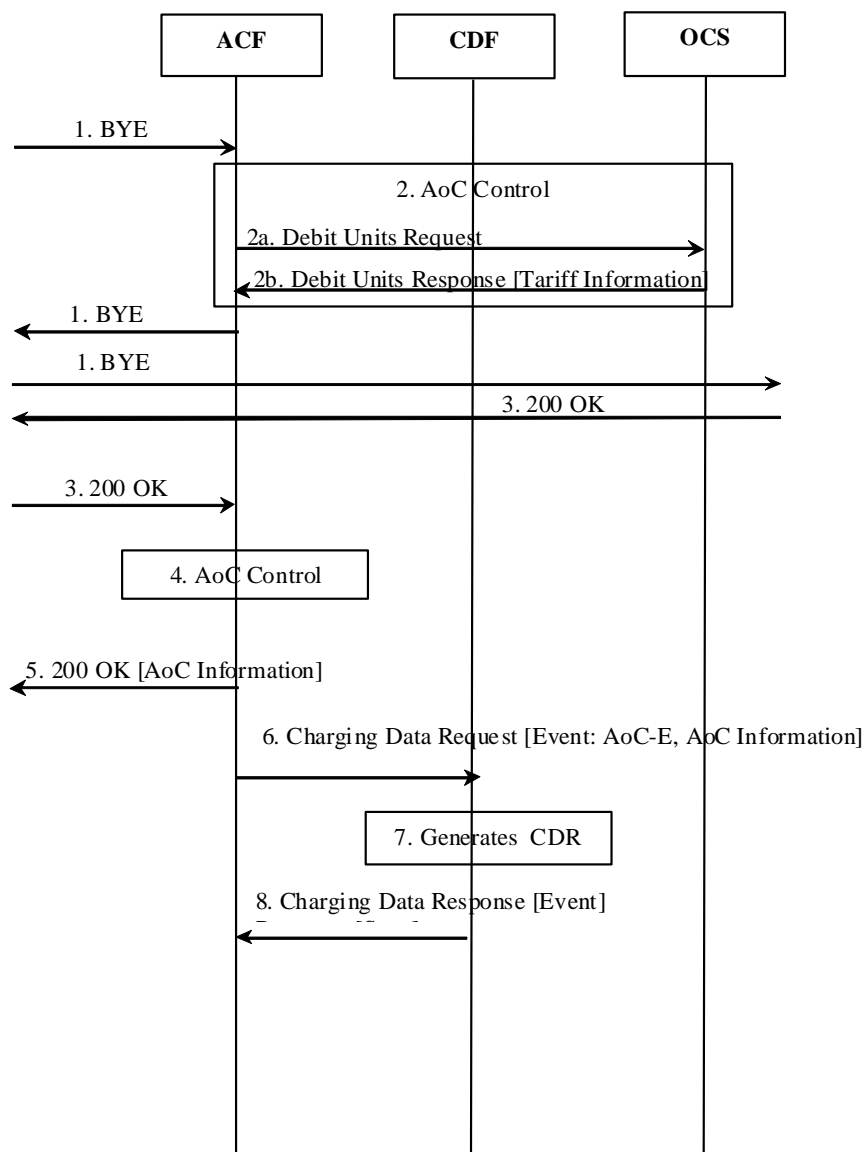 ACF
CDF
OCS
1. BYE
2. AoC Control
2a. Debit Units Request
2b. Debit Units Response [Tariff Information]
1. BYE
1. BYE
3. 200 OK
3. 200 OK
4. AoC Control
5. 200 OK [AoC Information]
6. Charging Data Request [Event: AoC-E, AoC Information]
7. Generates CDR
8. Charging Data Response [Event]